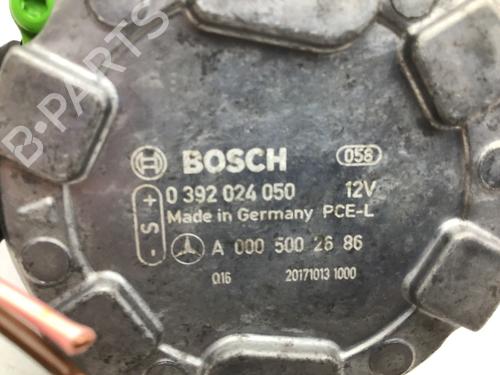 B-PARTS
BOSCH
058
0 392 024 050 12V
Made in Germany PCE-L
+
S
-
A 000 500 26 86
Q16 20171013 1000